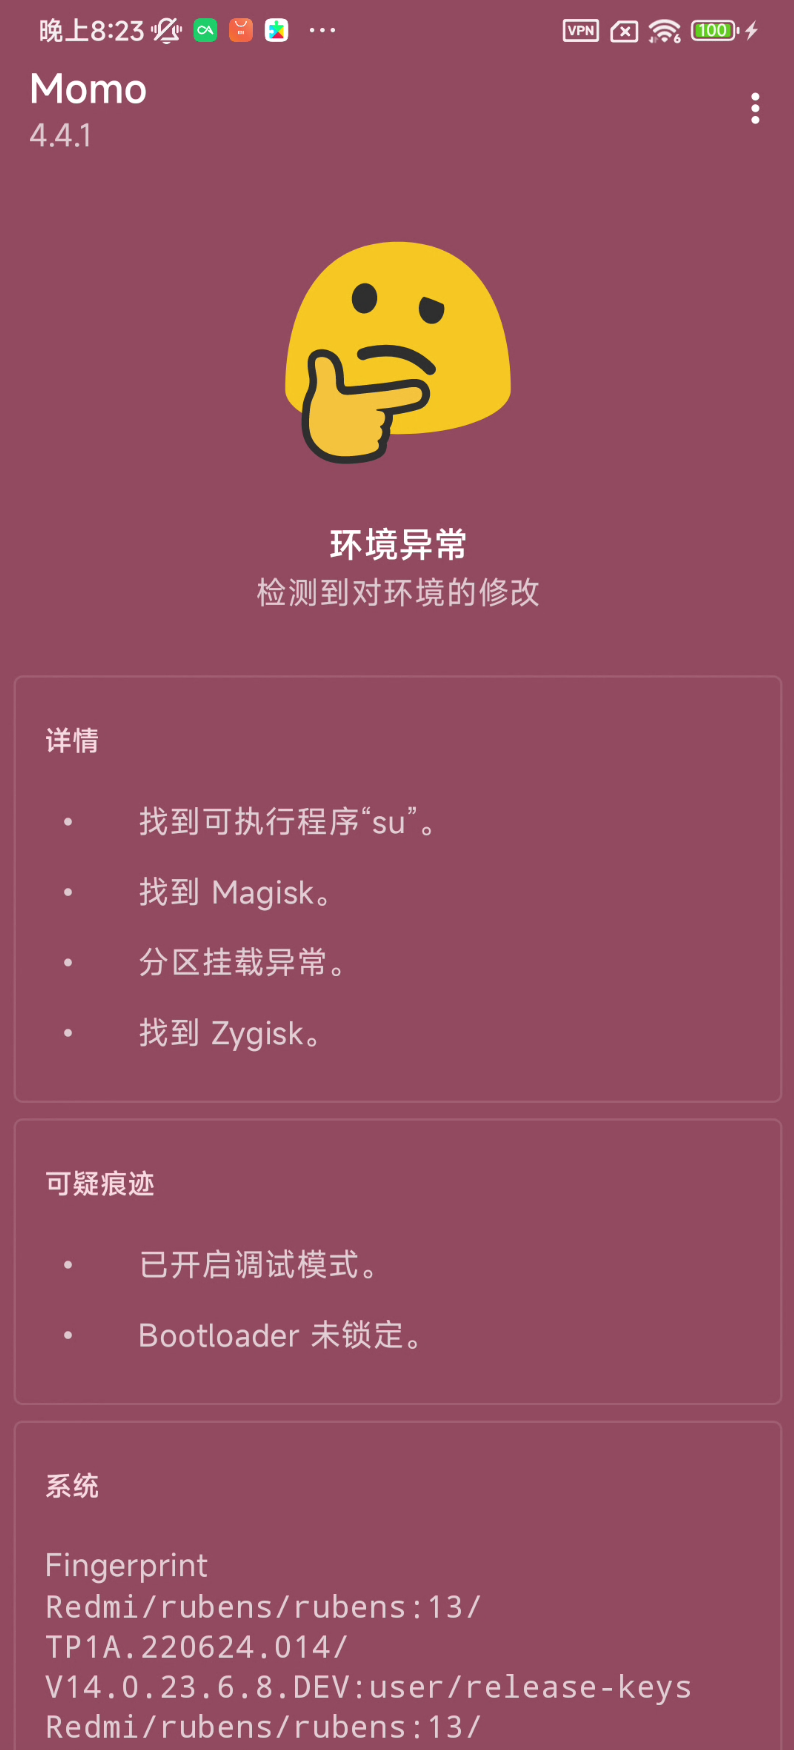 晚上8:23
VPN
6
100
Momo
4.4.1
环境异常
检测到对环境的修改
详情
• 找到可执行程序“su”。
• 找到 Magisk。
• 分区挂载异常。
• 找到 Zygisk。
可疑痕迹
• 已开启调试模式。
• Bootloader 未锁定。
系统
Fingerprint
Redmi/rubens/rubens:13/
TP1A.220624.014/
V14.0.23.6.8.DEV:user/release-keys
Redmi/rubens/rubens:13/